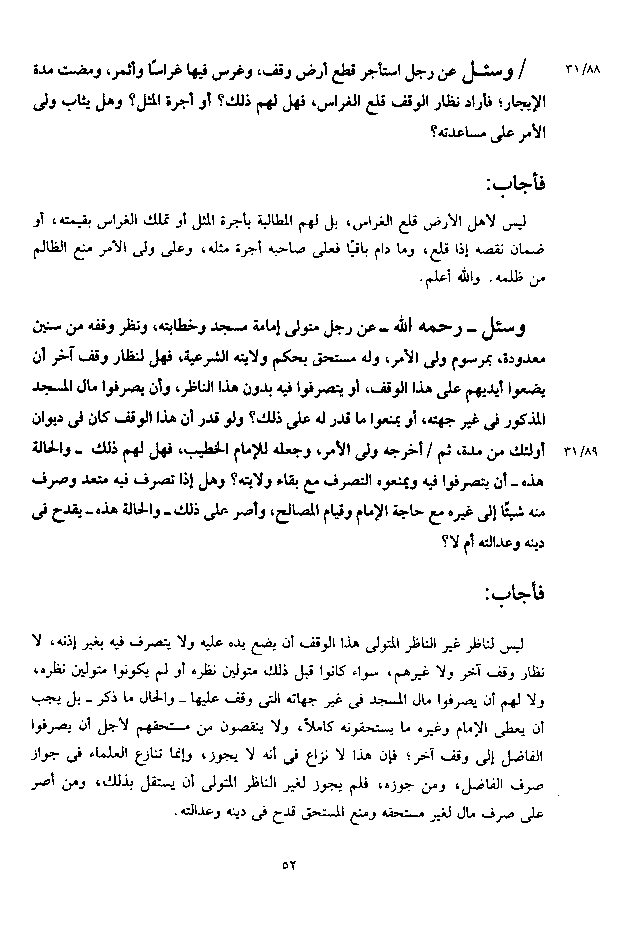 ٣١/٨٨ / وسئل عن رجل استأجر قطع أرض وقف، وغرس فيها غراسًا وأثمر، ومضت مدة
الإيجار؛ فأراد نظار الوقف قلع الغراس، فهل لهم ذلك؟ أو أجرة المثل؟ وهل يثاب ولى
الأمر على مساعدته؟
فأجاب:
ليس لأهل الأرض قلع الغراس، بل لهم المطالبة بأجرة المثل أو تملك الغراس بقيمته، أو
ضمان نقصه إذا قلع، وما دام باقيًا فعلى صاحبه أجرة مثله، وعلى ولى الأمر منع الظالم
من ظلمه. والله أعلم.
وسئل ـ رحمه الله ـ عن رجل متولى إمامة مسجد وخطابته، ونظر وقفه من سنين
معدودة، بمرسوم ولى الأمر، وله مستحق بحكم ولايته الشرعية، فهل لنظار وقف آخر أن
يضعوا أيديهم على هذا الوقف، أو يتصرفوا فيه بدون هذا الناظر، وأن يصرفوا مال المسجد
المذكور فى غير جهته، أو يمنعوا ما قدر له على ذلك؟ ولو قدر أن هذا الوقف كان فى ديوان
٣١/٨٩ أولئك من مدة، ثم / أخرجه ولى الأمر، وجعله للإمام الخطيب، فهل لهم ذلك ـ والحالة
هذه ـ أن يتصرفوا فيه ويمنعوه التصرف مع بقاء ولايته؟ وهل إذا تصرف فيه متعد وصرف
منه شيئًا إلى غيره مع حاجة الإمام وقيام المصالح، وأصر على ذلك ـ والحالة هذه ـ يقدح فى
دينه وعدالته أم لا؟
فأجاب:
ليس لناظر غير الناظر المتولى هذا الوقف أن يضع يده عليه ولا يتصرف فيه بغير إذنه، لا
نظار وقف آخر ولا غيرهم، سواء كانوا قبل ذلك متولين نظره أو لم يكونوا متولين نظره،
ولا لهم أن يصرفوا مال المسجد فى غير جهاته التى وقف عليها ـ والحال ما ذكر ـ بل يجب
أن يعطى الإمام وغيره ما يستحقونه كاملاً، ولا ينقصون من مستحقهم لأجل أن يصرفوا
الفاضل إلى وقف آخر؛ فإن هذا لا نزاع فى أنه لا يجوز، وإنما تنازع العلماء فى جواز
صرف الفاضل، ومن جوزه، فلم يجوز لغير الناظر المتولى أن يستقل بذلك، ومن أصر
على صرف مال لغير مستحقه ومنع المستحق قدح فى دينه وعدالته.
٥٢